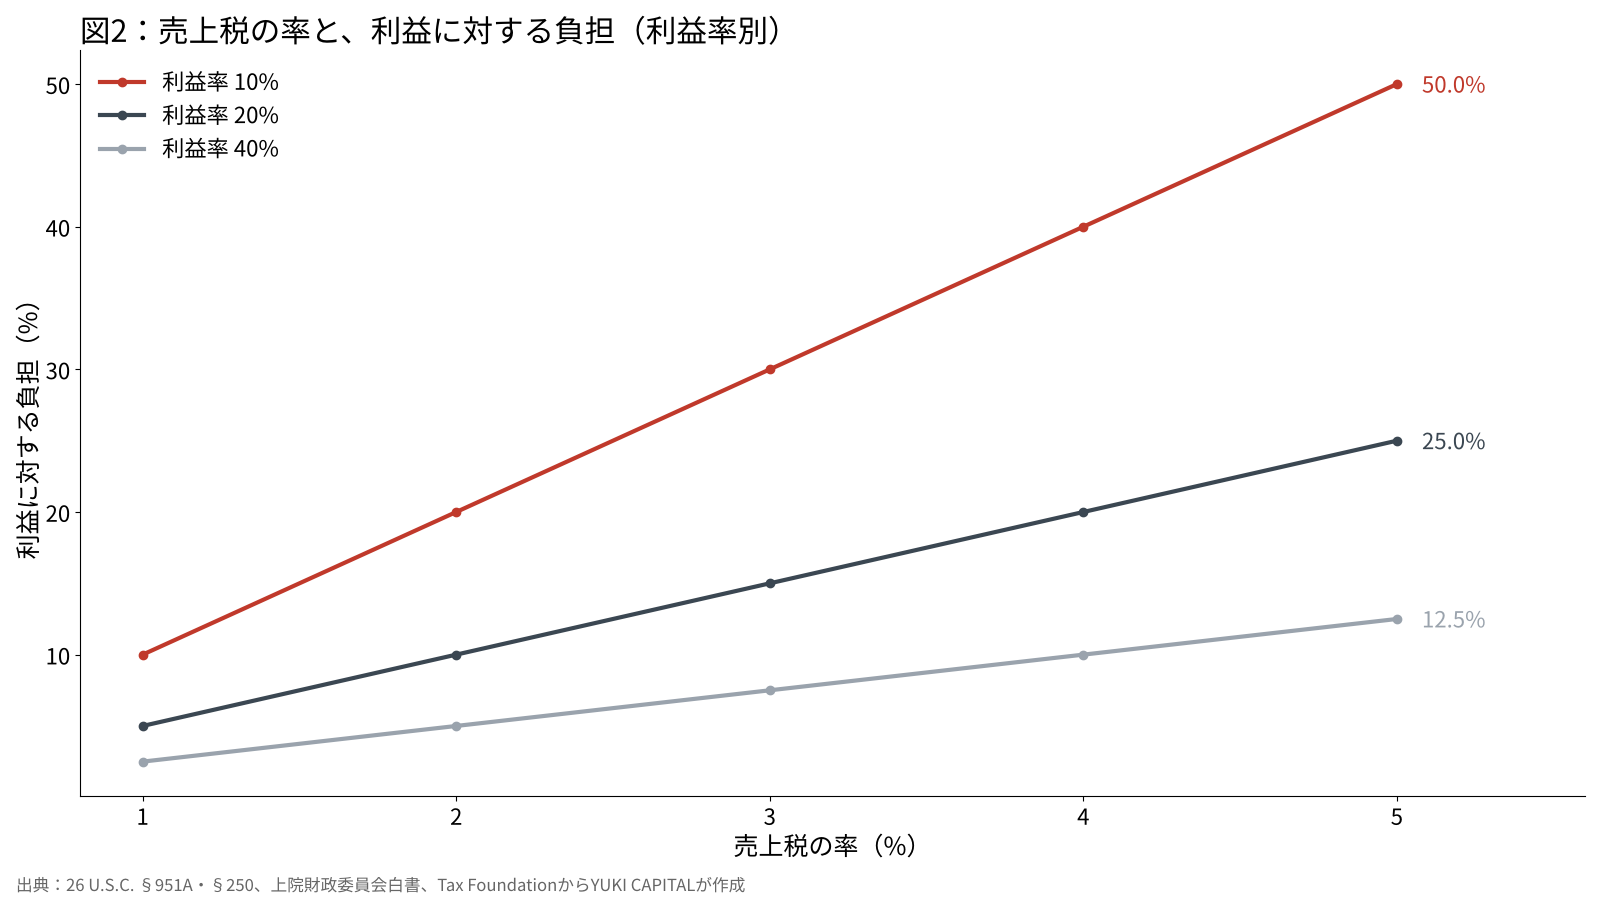 図2：売上税の率と、利益に対する負担（利益率別）
利益率 10%
利益率 20%
利益率 40%
50
40
30
20
10
利益に対する負担（%）
50.0%
25.0%
12.5%
1 2 3 4 5
売上税の率（%）
出典：26 U.S.C. §951A・§250、上院財政委員会白書、Tax FoundationからYUKI CAPITALが作成